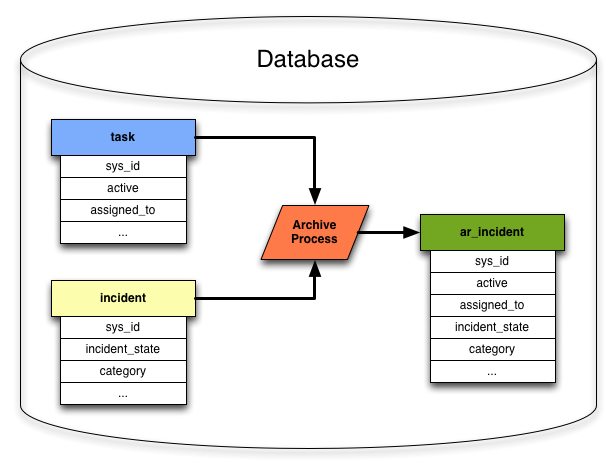 Database
task
sys_id
active
assigned_to
...
incident
sys_id
incident_state
category
...
Archive
Process
ar_incident
sys_id
active
assigned_to
incident_state
category
...